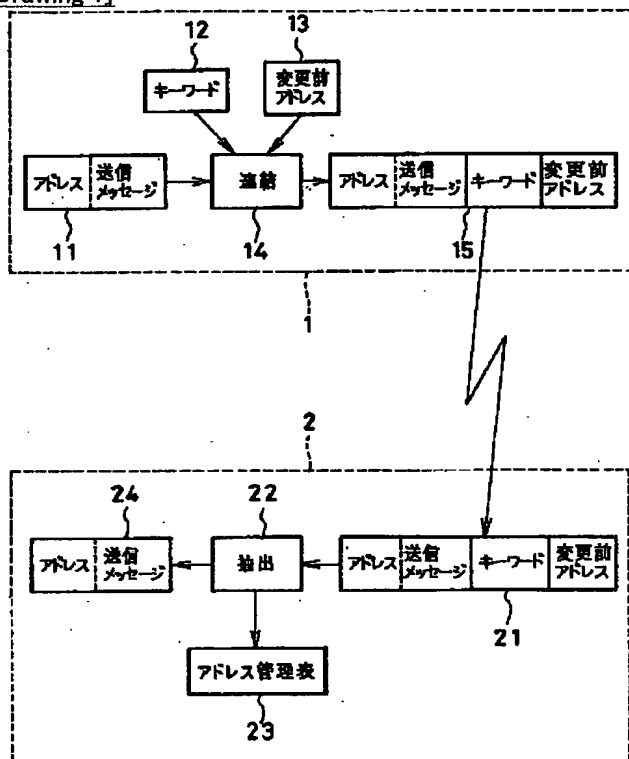 Drawing 1]
12
13
キーワード
変更前
アドレス
アドレス
送信
メッセージ
連結
アドレス
送信
メッセージ
キーワード
変更前
アドレス
11
14
15
1
2
24
22
アドレス
送信
メッセージ
抽出
アドレス
送信
メッセージ
キーワード
変更前
アドレス
21
アドレス管理表
23